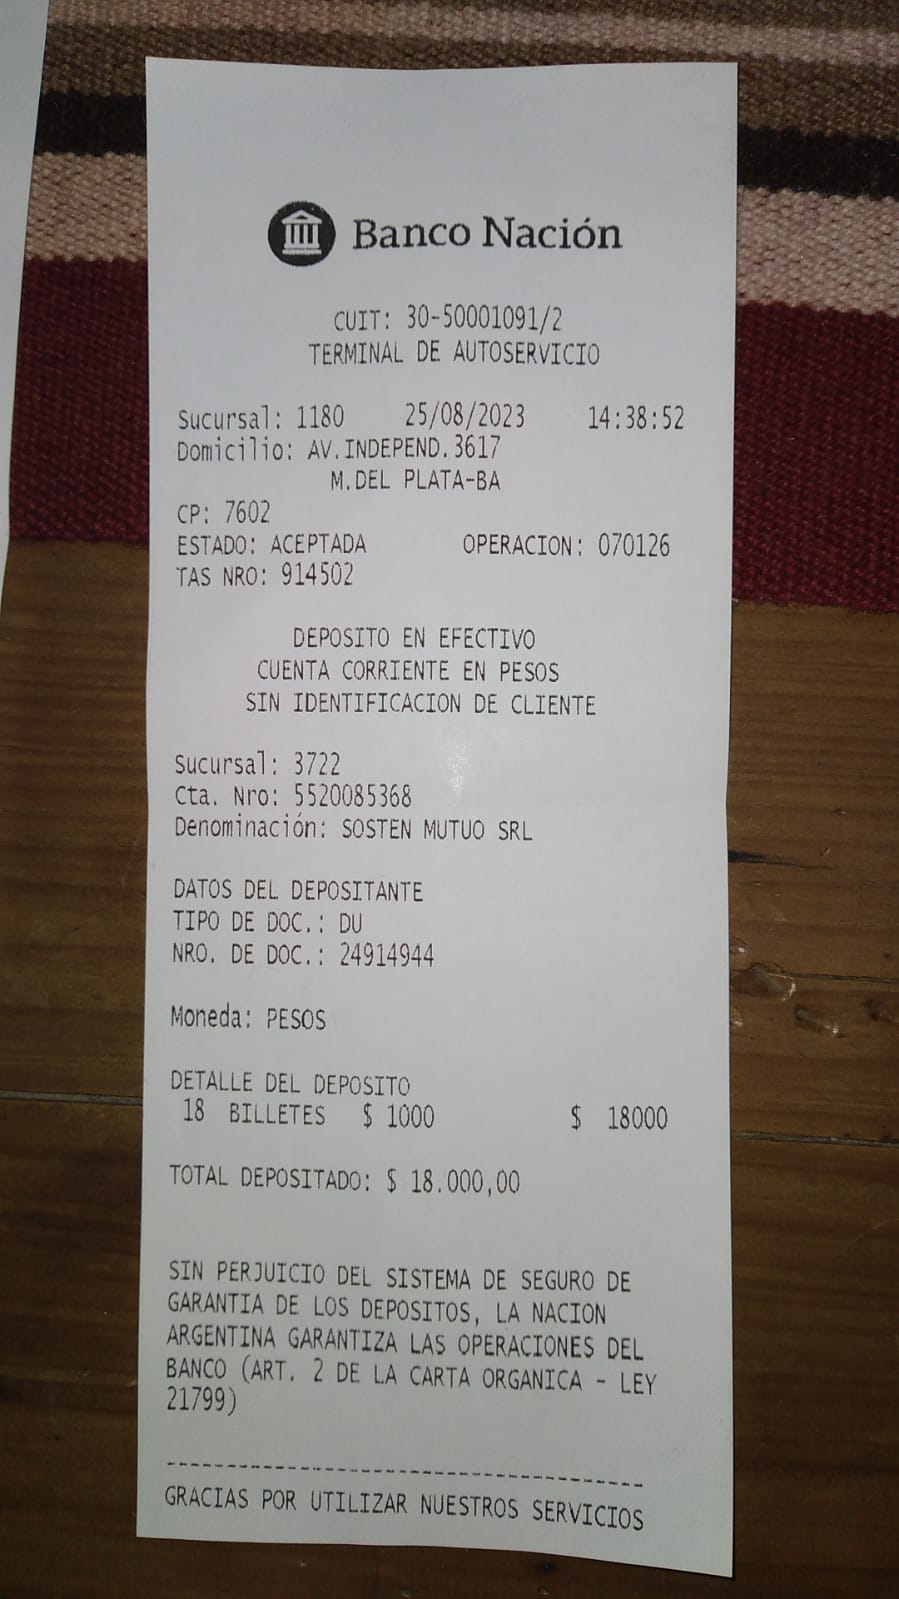 Banco Nación
CUIT: 30-50001091/2
TERMINAL DE AUTOSERVICIO
Sucursal: 1180 25/08/2023 14:38:52
Domicilio: AV.INDEPEND.3617
M.DEL PLATA-BA
CP: 7602
ESTADO: ACEPTADA OPERACION: 070126
TAS NRO: 914502
DEPOSITO EN EFECTIVO
CUENTA CORRIENTE EN PESOS
SIN IDENTIFICACION DE CLIENTE
Sucursal: 3722
Cta. Nro: 5520085368
Denominación: SOSTEN MUTUO SRL
DATOS DEL DEPOSITANTE
TIPO DE DOC.: DU
NRO. DE DOC.: 24914944
Moneda: PESOS
DETALLE DEL DEPOSITO
18 BILLETES $ 1000 $ 18000
TOTAL DEPOSITADO: $ 18.000,00
SIN PERJUICIO DEL SISTEMA DE SEGURO DE
GARANTIA DE LOS DEPOSITOS, LA NACION
ARGENTINA GARANTIZA LAS OPERACIONES DEL
BANCO (ART. 2 DE LA CARTA ORGANICA - LEY
21799)
----------------------------------------
GRACIAS POR UTILIZAR NUESTROS SERVICIOS